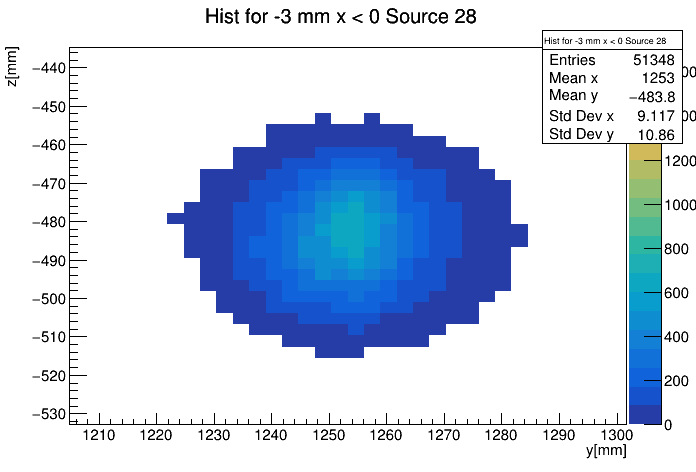 Hist for -3 mm x < 0 Source 28
z[mm]
Hist for -3 mm x < 0 Source 28
Entries 51348
Mean x 1253
Mean y −483.8
Std Dev x 9.117
Std Dev y 10.86
−440
−450
−460
−470
−480
−490
−500
−510
−520
−530
1200
1000
800
600
400
200
0
1210 1220 1230 1240 1250 1260 1270 1280 1290 1300
y[mm]